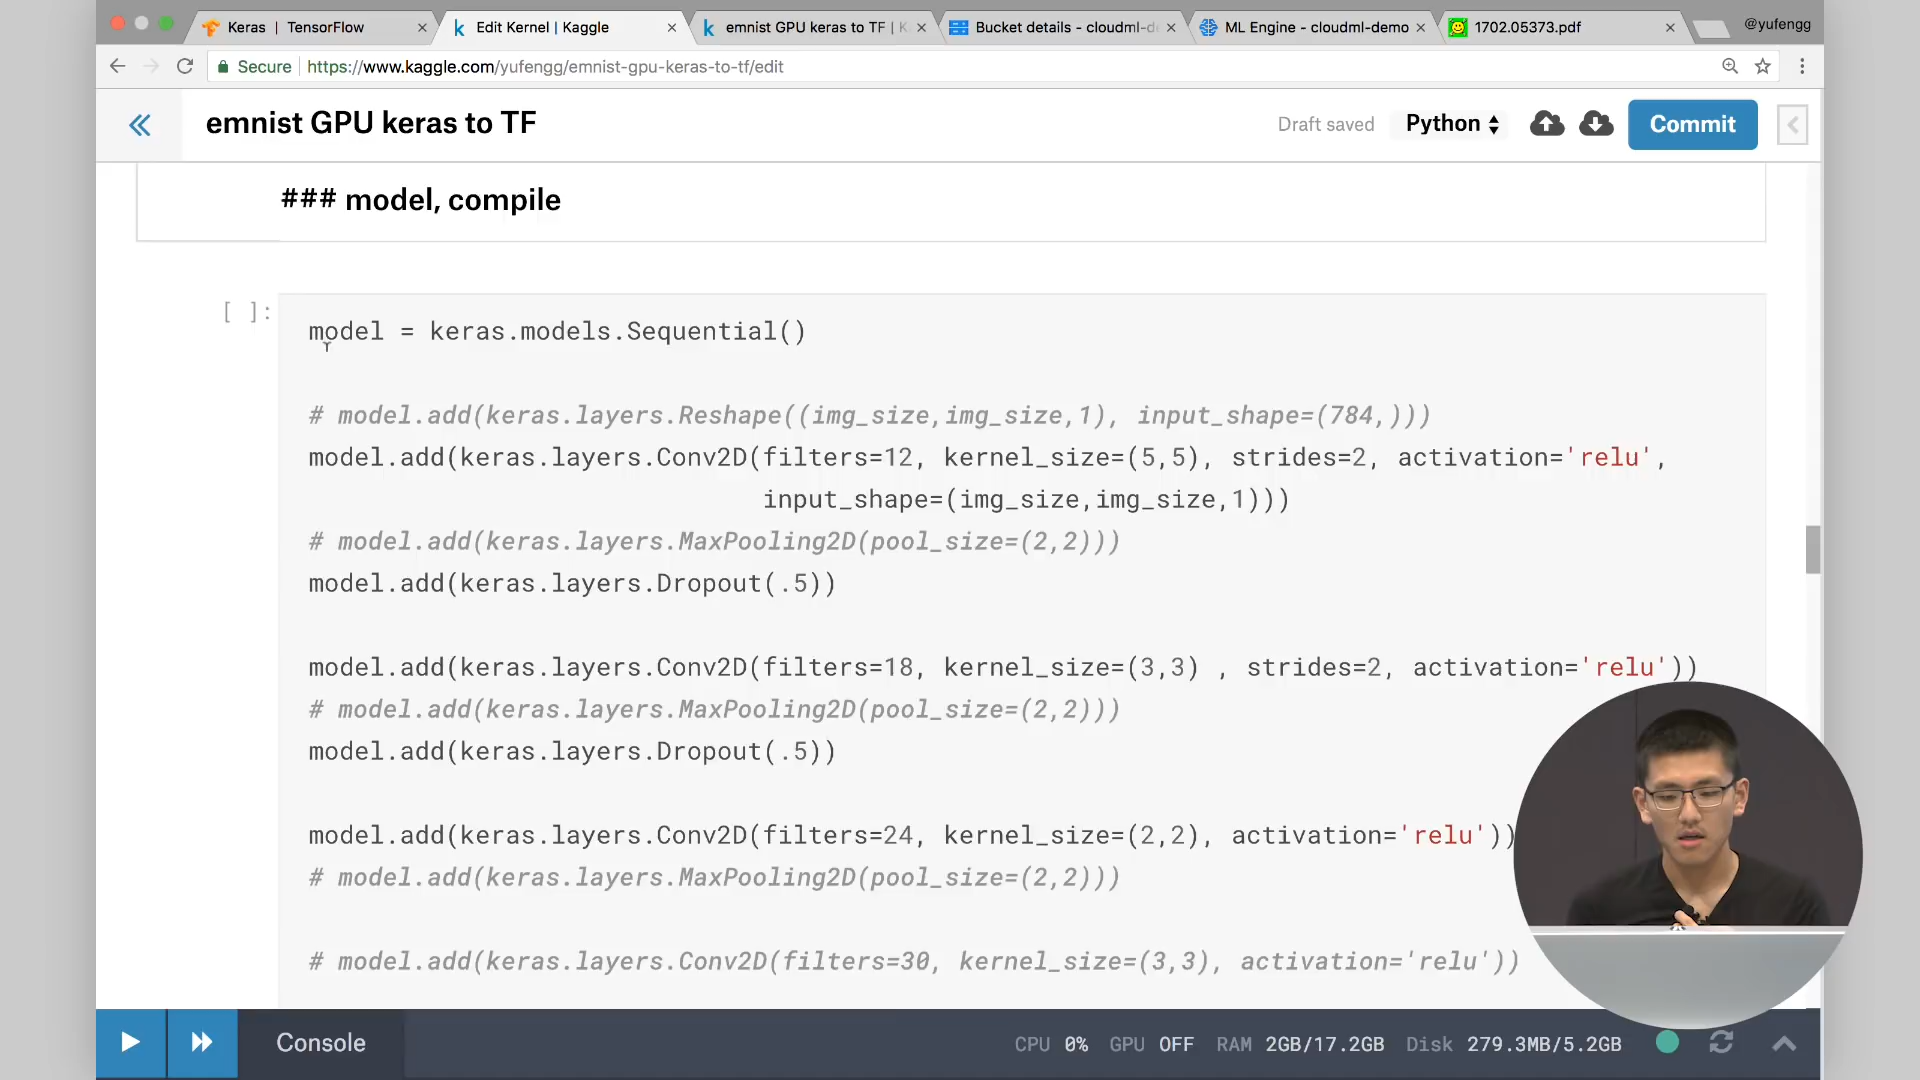 Keras | TensorFlow
Edit Kernel | Kaggle
emnist GPU keras to TF | K
Bucket details - cloudml-de
ML Engine - cloudml-demo
1702.05373.pdf
@yufengg
Secure
https://www.kaggle.com/yufengg/emnist-gpu-keras-to-tf/edit
emnist GPU keras to TF
Draft saved
Python
Commit
### model, compile
[ ]:
model = keras.models.Sequential()
# model.add(keras.layers.Reshape((img_size,img_size,1), input_shape=(784,)))
model.add(keras.layers.Conv2D(filters=12, kernel_size=(5,5), strides=2, activation='relu',
input_shape=(img_size,img_size,1)))
# model.add(keras.layers.MaxPooling2D(pool_size=(2,2)))
model.add(keras.layers.Dropout(.5))
model.add(keras.layers.Conv2D(filters=18, kernel_size=(3,3) , strides=2, activation='relu'))
# model.add(keras.layers.MaxPooling2D(pool_size=(2,2)))
model.add(keras.layers.Dropout(.5))
model.add(keras.layers.Conv2D(filters=24, kernel_size=(2,2), activation='relu'))
# model.add(keras.layers.MaxPooling2D(pool_size=(2,2)))
# model.add(keras.layers.Conv2D(filters=30, kernel_size=(3,3), activation='relu'))
Console
CPU 0% GPU OFF RAM 2GB/17.2GB Disk 279.3MB/5.2GB